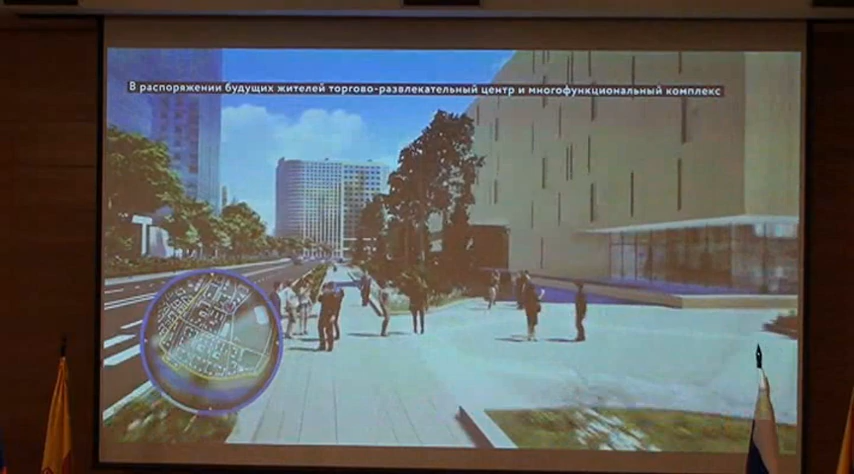 В распоряжении будущих жителей торгово-развлекательный центр и многофункциональный комплекс